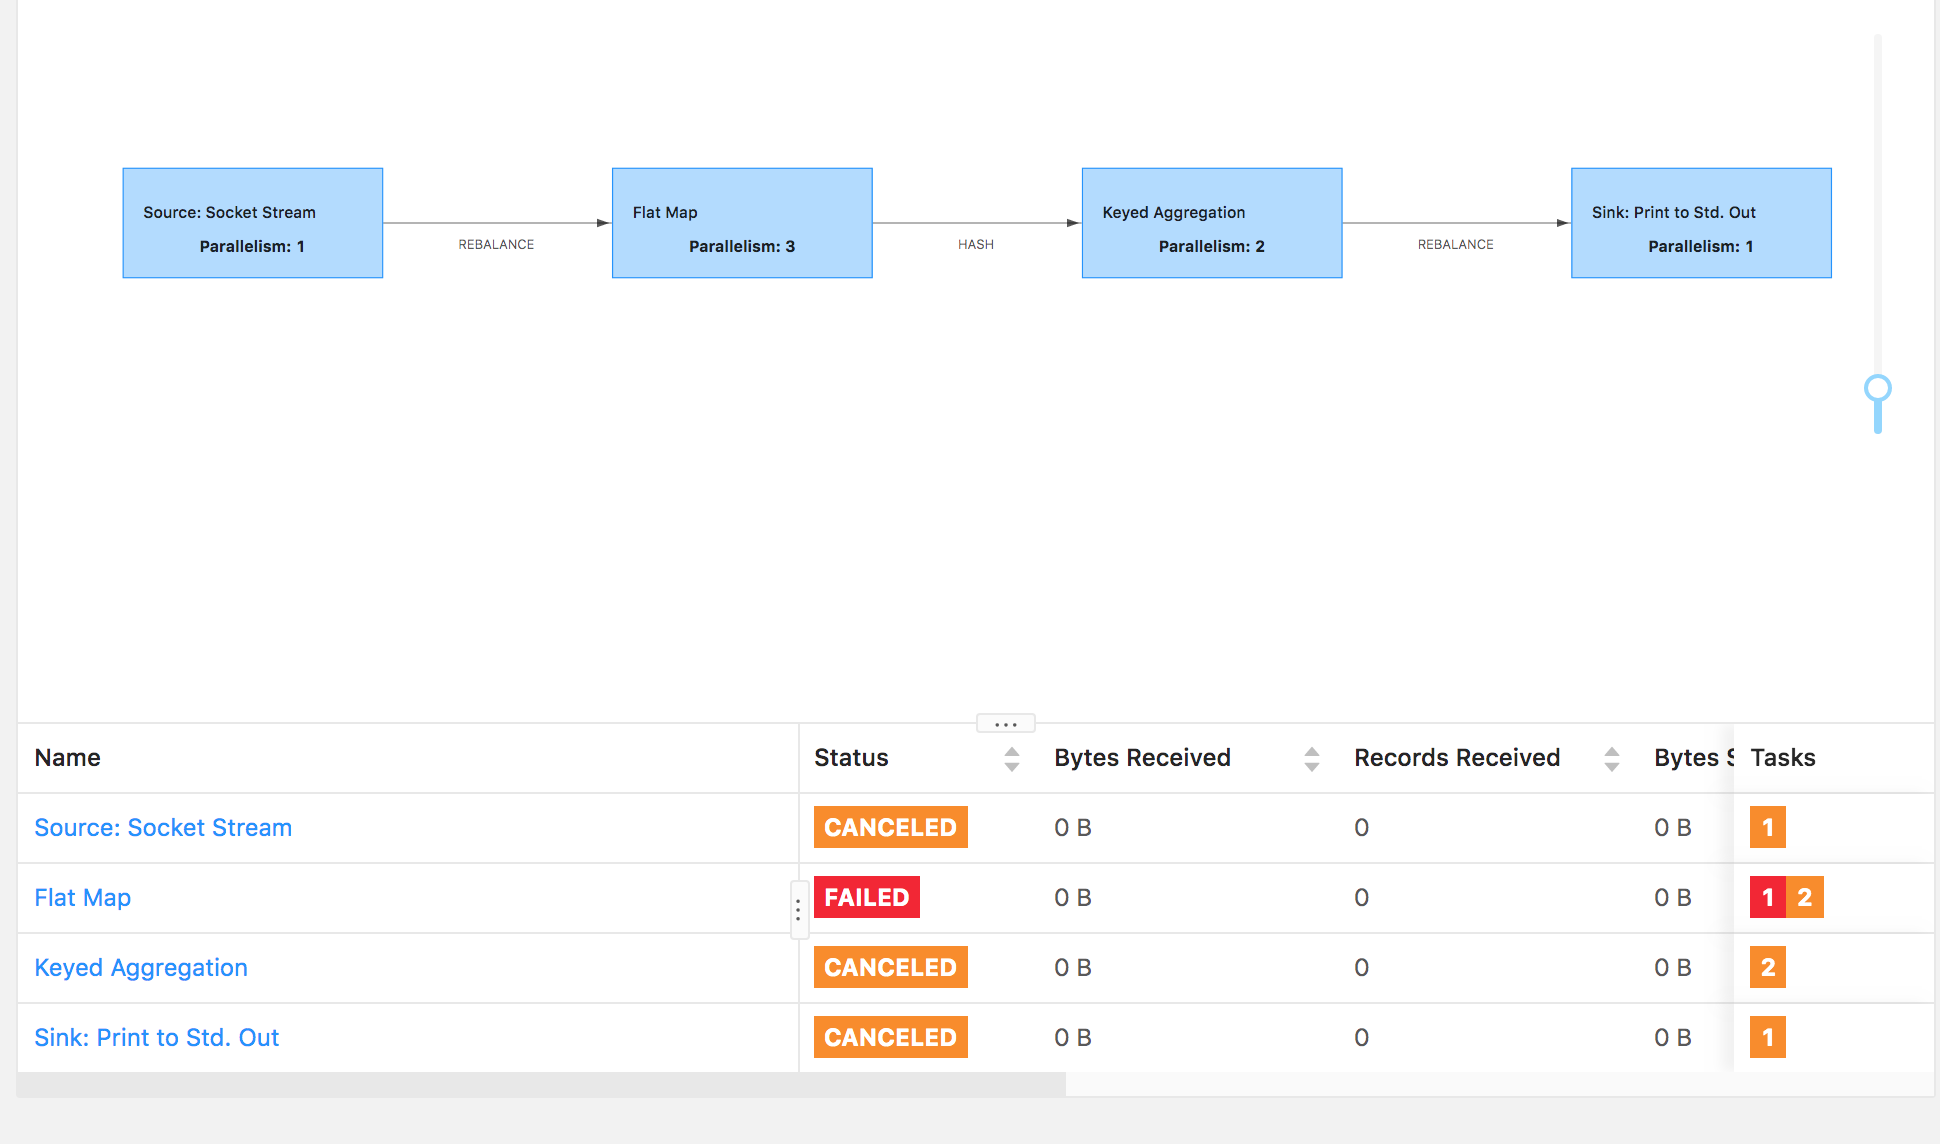 Source: Socket Stream
Parallelism: 1
REBALANCE
Flat Map
Parallelism: 3
HASH
Keyed Aggregation
Parallelism: 2
REBALANCE
Sink: Print to Std. Out
Parallelism: 1
Name Status Bytes Received Records Received Bytes Tasks
Source: Socket Stream CANCELED 0 B 0 0 B 1
Flat Map FAILED 0 B 0 0 B 1 2
Keyed Aggregation CANCELED 0 B 0 0 B 2
Sink: Print to Std. Out CANCELED 0 B 0 0 B 1